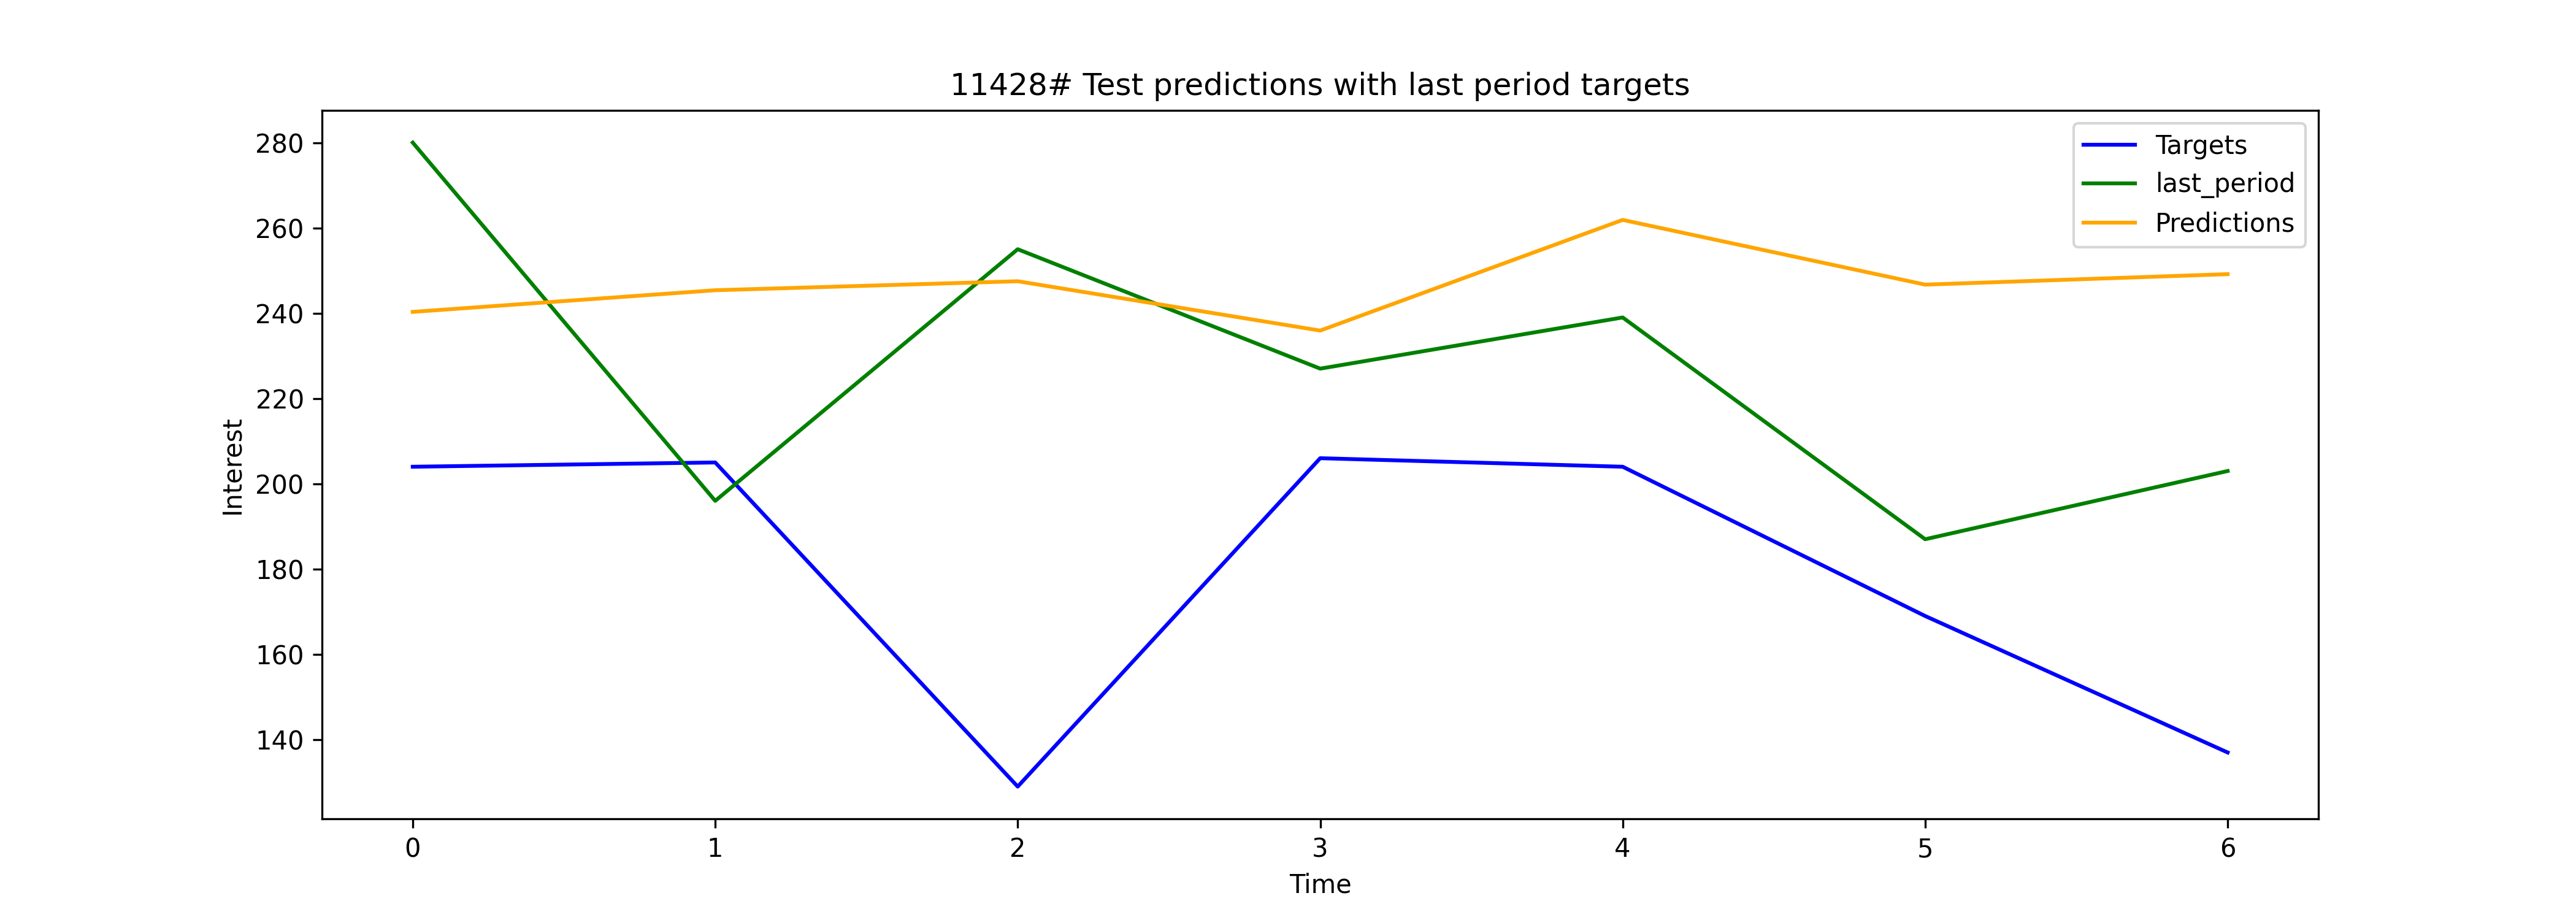 11428# Test predictions with last period targets
280
260
240
220
200
180
160
140
Interest
0 1 2 3 4 5 6
Time
Targets
last_period
Predictions